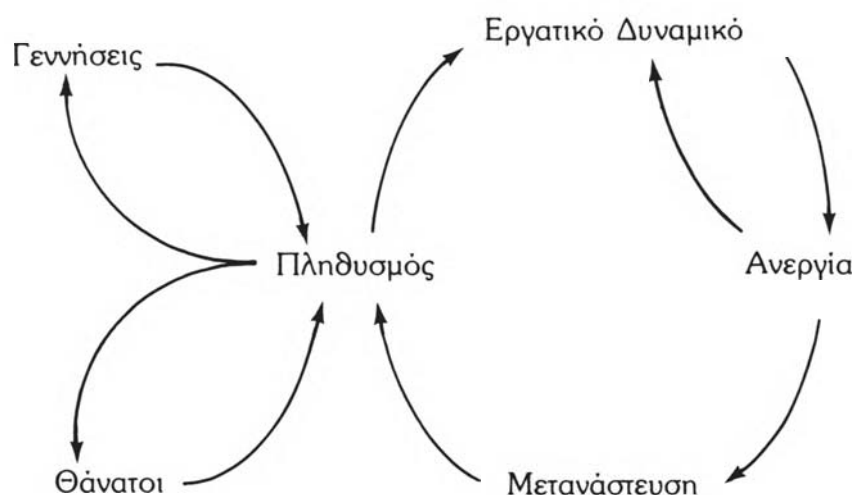 Εργατικό Δυναμικό
Γεννήσεις
Πληθυσμός
Ανεργία
Θάνατοι
Μετανάστευση